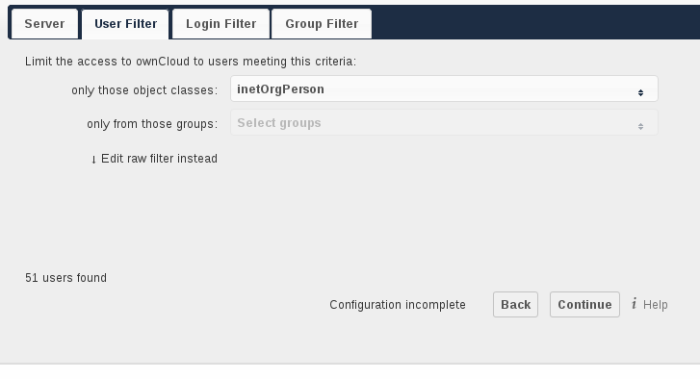 Server User Filter Login Filter Group Filter
Limit the access to ownCloud to users meeting this criteria:
only those object classes: inetOrgPerson
only from those groups: Select groups
↓ Edit raw filter instead
51 users found
Configuration incomplete Back Continue i Help